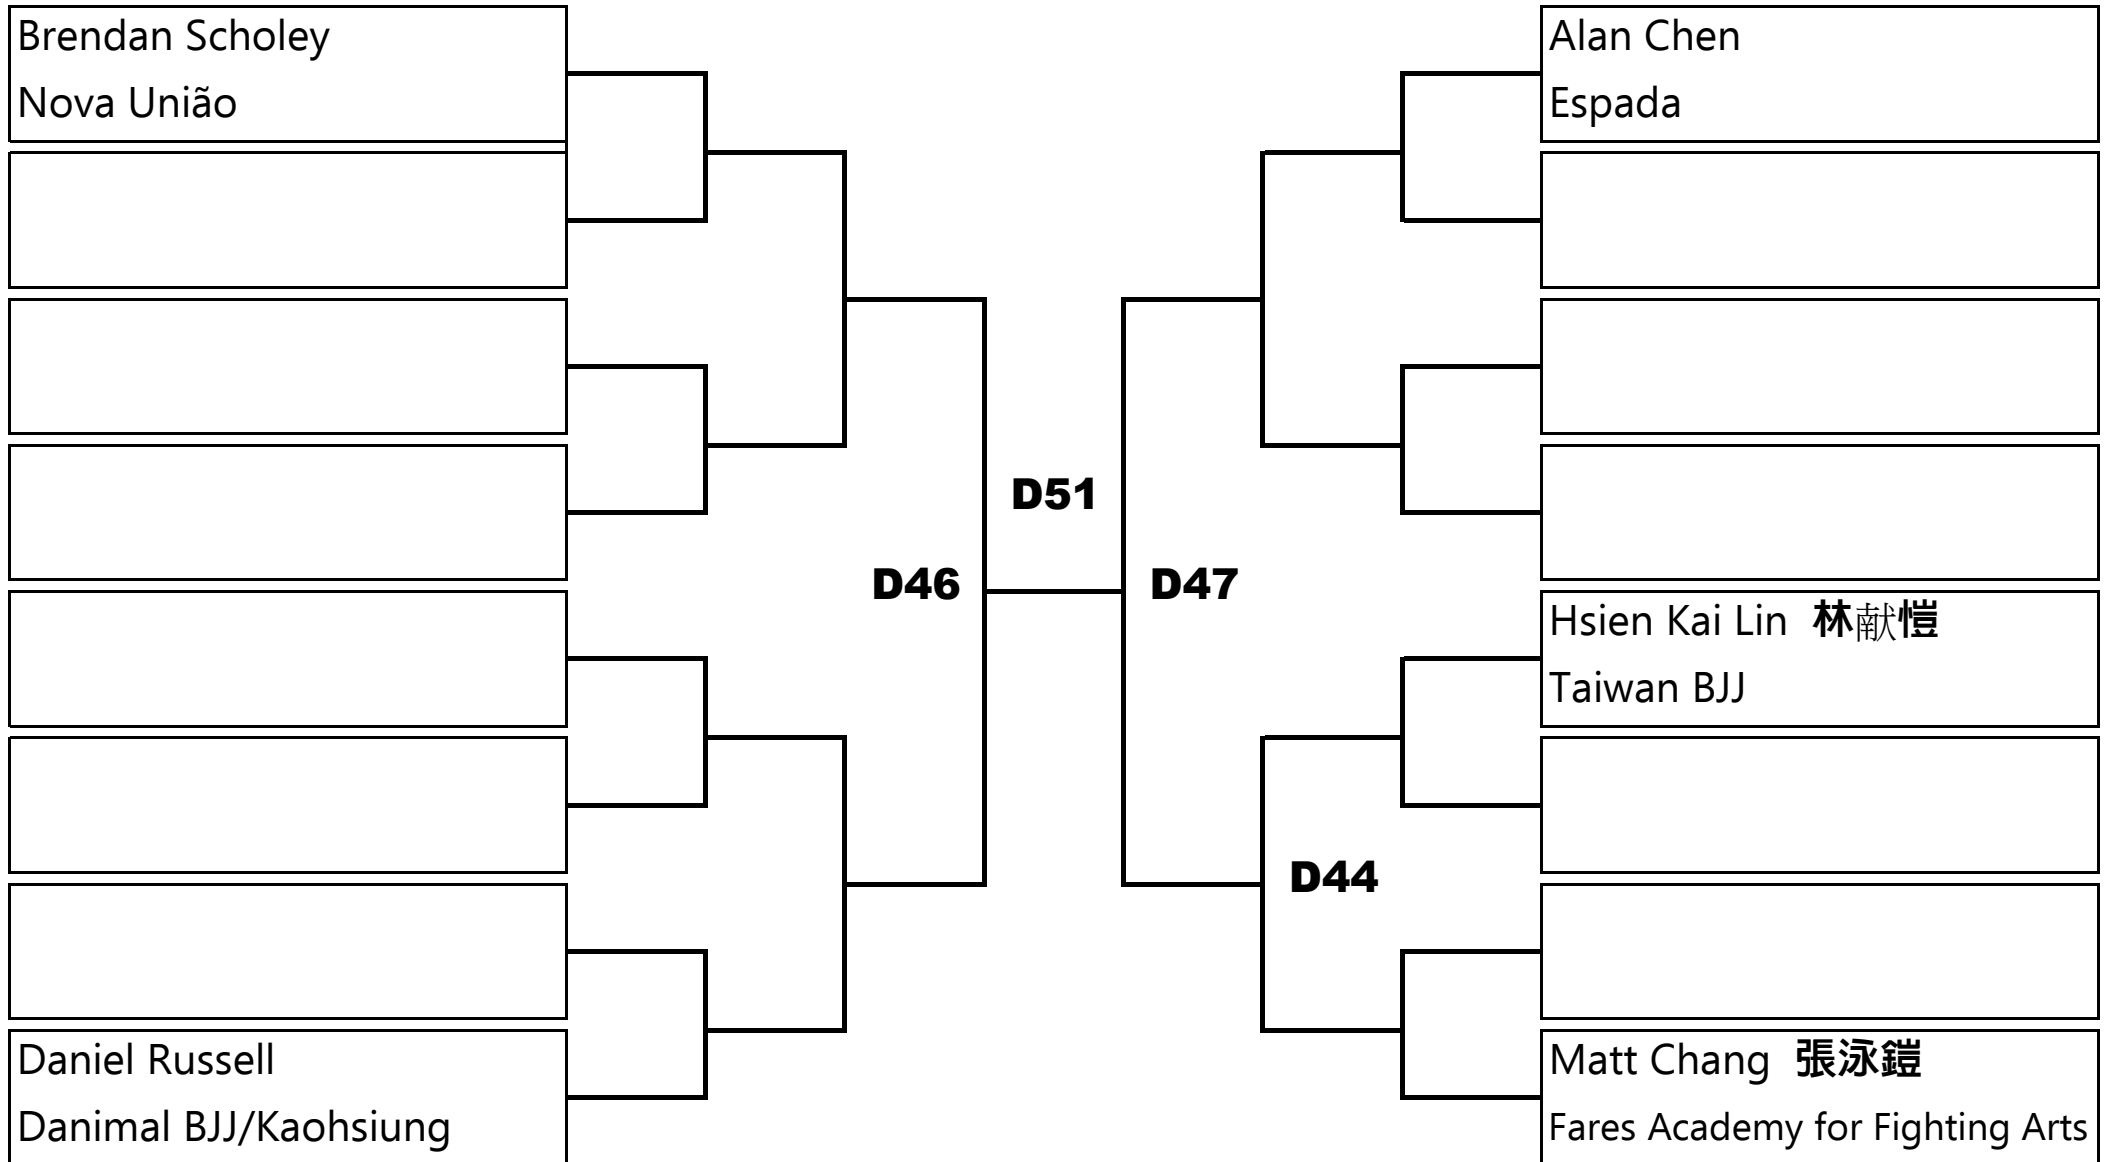 Brendan Scholey
Nova União
Daniel Russell
Danimal BJJ/Kaohsiung
D46
D51
D47
D44
Alan Chen
Espada
Hsien Kai Lin 林献愷
Taiwan BJJ
Matt Chang 張泳鎧
Fares Academy for Fighting Arts